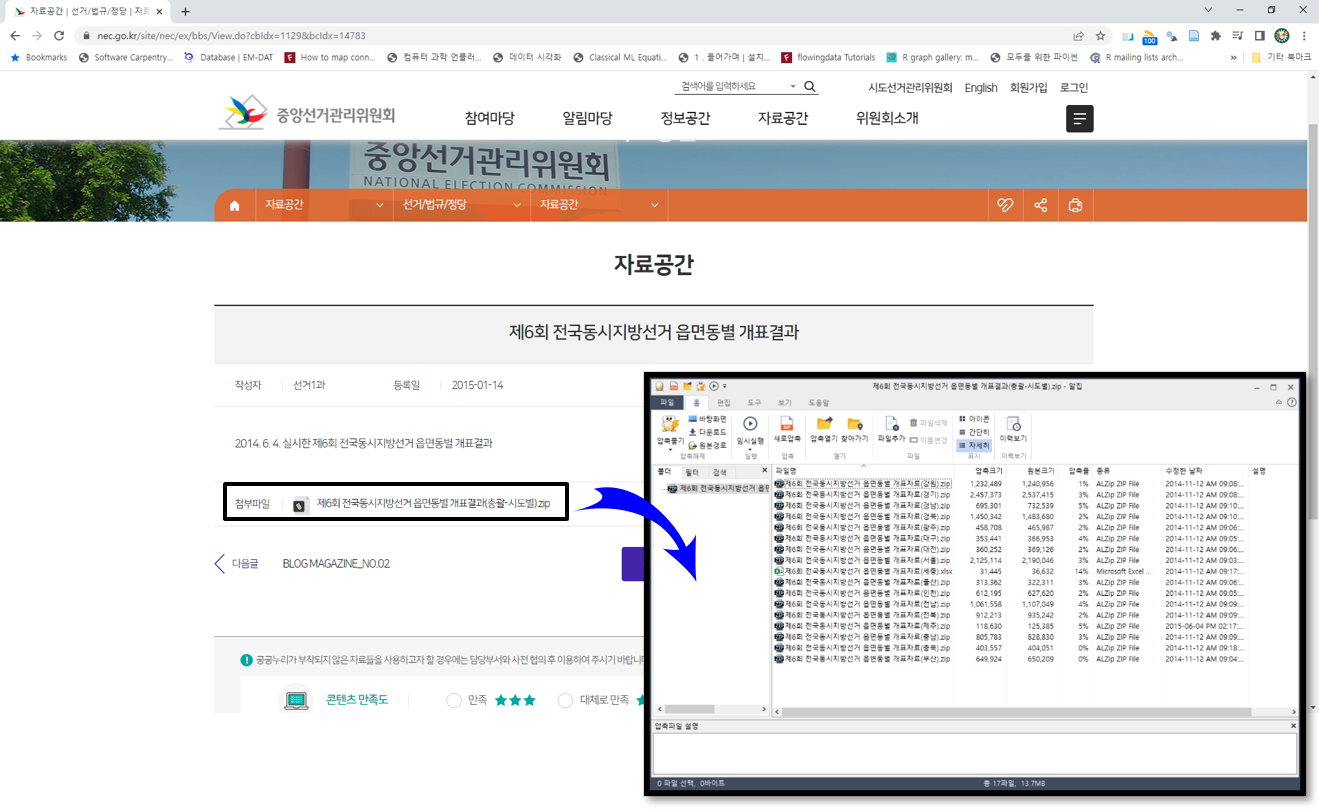 자료공간 | 선거/법규/정당 | 자료
nec.go.kr/site/nec/ex/bbs/View.do?cbIdx=1129&bcIdx=14783
100
Bookmarks Software Carpentry... Database | EM-DAT How to map conn... 컴퓨터 과학 언플러... 데이터 시각화 Classical ML Equati... 1. 들어가며 | 설치... flowingdata Tutorials R graph gallery: m... 모두를 위한 파이썬 R mailing lists arch... » 기타 북마크
검색어를 입력하세요 시도선거관리위원회 English 회원가입 로그인
중앙선거관리위원회 참여마당 알림마당 정보공간 자료공간 위원회소개
중앙선거관리위원회
NATIONAL ELECTION COMMISSION
자료공간 선거/법규/정당 자료공간
자료공간
제6회 전국동시지방선거 읍면동별 개표결과
작성자 선거1과 등록일 2015-01-14
2014. 6. 4. 실시한 제6회 전국동시지방선거 읍면동별 개표결과
첨부파일 제6회 전국동시지방선거 읍면동별 개표결과(총괄-시도별).zip
다음글 BLOG MAGAZINE_NO.02
공공누리가 부착되지 않은 자료들을 사용하고자 할 경우에는 담당부서와 사전 협의 후 이용하여 주시기 바랍니
콘텐츠 만족도 만족 ★★★ 대체로 만족
제6회 전국동시지방선거 읍면동별 개표결과(총괄-시도별).zip - 알집
파일 홈 편집 도구 보기 도움말
압축풀기 바탕화면 다운로드 원본경로 임시실행 새로압축 압축열기 찾아가기 파일추가 파일삭제 이름변경 아이콘 간단히 자세히 이력보기
압축해제 실행 압축 열기 파일 표시 이력보기
폴더 필터 검색
제6회 전국동시지방선거 읍면
파일명 압축크기 원본크기 압축률 종류 수정한 날짜 설명
제6회 전국동시지방선거 읍면동별 개표자료(강원).zip 1,232,489 1,240,956 1% ALZip ZIP File 2014-11-12 AM 09:08:...
제6회 전국동시지방선거 읍면동별 개표자료(경기).zip 2,457,373 2,537,415 3% ALZip ZIP File 2014-11-12 AM 09:08:...
제6회 전국동시지방선거 읍면동별 개표자료(경남).zip 695,301 732,539 5% ALZip ZIP File 2014-11-12 AM 09:10:...
제6회 전국동시지방선거 읍면동별 개표자료(경북).zip 1,450,342 1,483,680 2% ALZip ZIP File 2014-11-12 AM 09:10:...
제6회 전국동시지방선거 읍면동별 개표자료(광주).zip 458,708 465,987 2% ALZip ZIP File 2014-11-12 AM 09:06:...
제6회 전국동시지방선거 읍면동별 개표자료(대구).zip 353,441 366,953 4% ALZip ZIP File 2014-11-12 AM 09:05:...
제6회 전국동시지방선거 읍면동별 개표자료(대전).zip 360,252 369,126 2% ALZip ZIP File 2014-11-12 AM 09:06:...
제6회 전국동시지방선거 읍면동별 개표자료(서울).zip 2,125,114 2,190,046 3% ALZip ZIP File 2014-11-12 AM 09:03:...
제6회 전국동시지방선거 읍면동별 개표자료(세종).xlsx 31,445 36,632 14% Microsoft Excel ... 2014-11-12 AM 09:17:...
제6회 전국동시지방선거 읍면동별 개표자료(울산).zip 313,362 322,311 3% ALZip ZIP File 2014-11-12 AM 09:06:...
제6회 전국동시지방선거 읍면동별 개표자료(인천).zip 612,195 627,620 2% ALZip ZIP File 2014-11-12 AM 09:05:...
제6회 전국동시지방선거 읍면동별 개표자료(전남).zip 1,061,558 1,107,049 4% ALZip ZIP File 2014-11-12 AM 09:09:...
제6회 전국동시지방선거 읍면동별 개표자료(전북).zip 912,213 935,242 2% ALZip ZIP File 2014-11-12 AM 09:09:...
제6회 전국동시지방선거 읍면동별 개표자료(제주).zip 118,630 125,385 5% ALZip ZIP File 2015-06-04 PM 02:17:...
제6회 전국동시지방선거 읍면동별 개표자료(충남).zip 805,783 828,830 3% ALZip ZIP File 2014-11-12 AM 09:09:...
제6회 전국동시지방선거 읍면동별 개표자료(충북).zip 403,557 404,051 0% ALZip ZIP File 2014-11-12 AM 09:18:...
제6회 전국동시지방선거 읍면동별 개표자료(부산).zip 649,924 650,209 0% ALZip ZIP File 2014-11-12 AM 09:04:...
압축파일 설명
0 파일 선택, 0바이트 총 17파일, 13.7MB